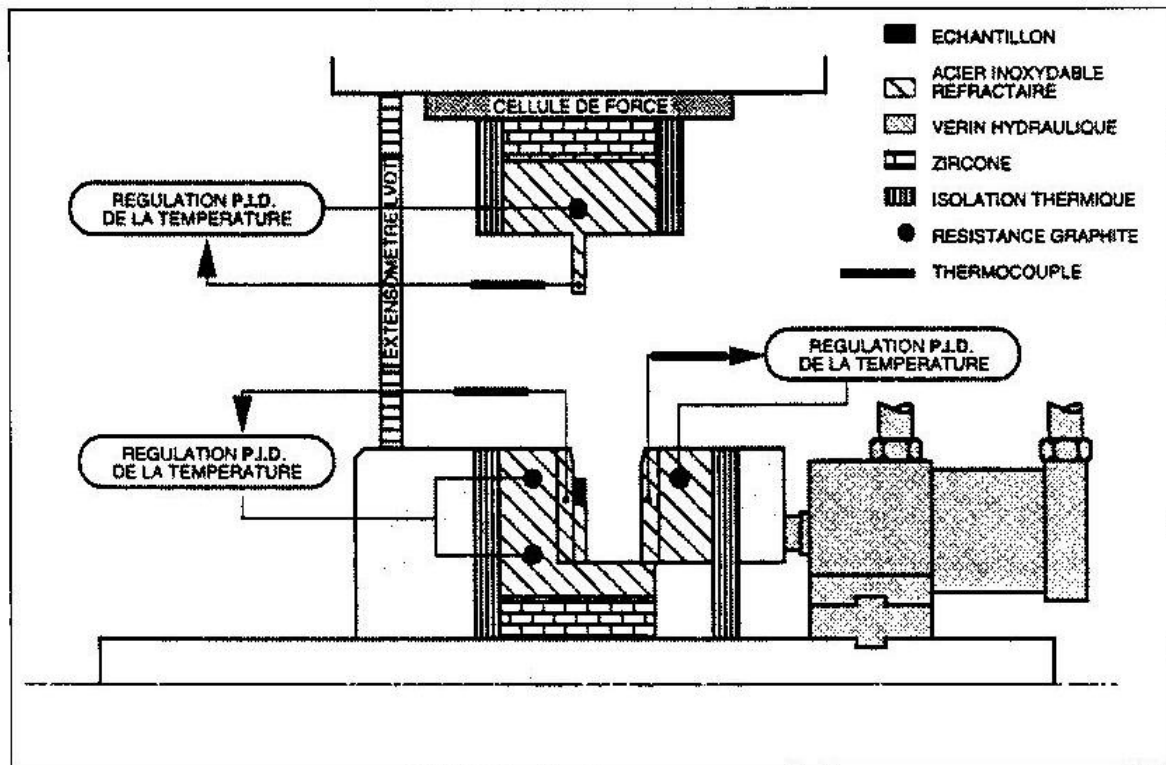 ECHANTILLON
ACIER INOXYDABLE
REFRACTAIRE
VERIN HYDRAULIQUE
ZIRCONE
ISOLATION THERMIQUE
RESISTANCE GRAPHITE
THERMOCOUPLE
CELLULE DE FORCE
REGULATION P.I.D.
DE LA TEMPERATURE
EXTENSOMETRE LVDT
REGULATION P.I.D.
DE LA TEMPERATURE
REGULATION P.I.D.
DE LA TEMPERATURE